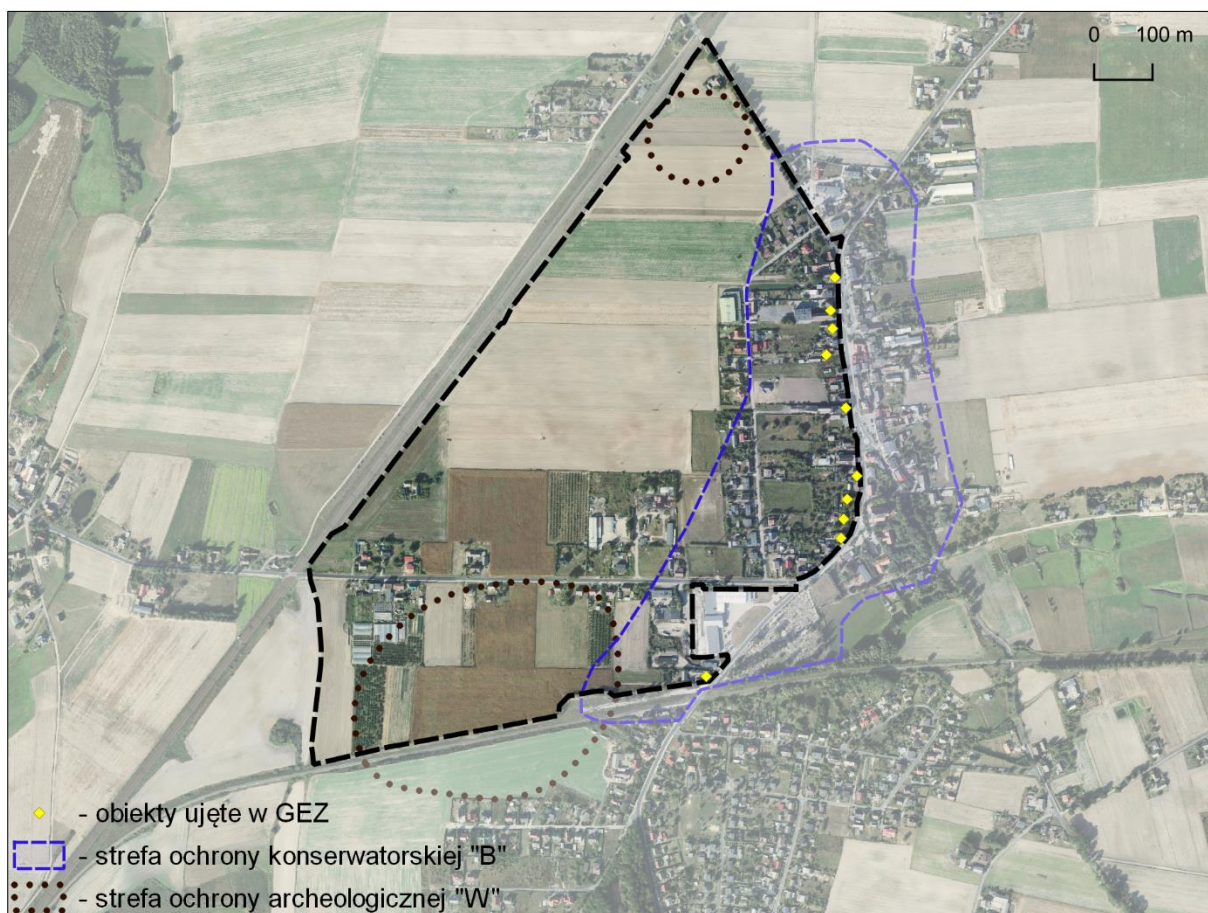 0 100 m
- obiekty ujęte w GEZ
- strefa ochrony konserwatorskiej "B"
- strefa ochrony archeologicznej "W"